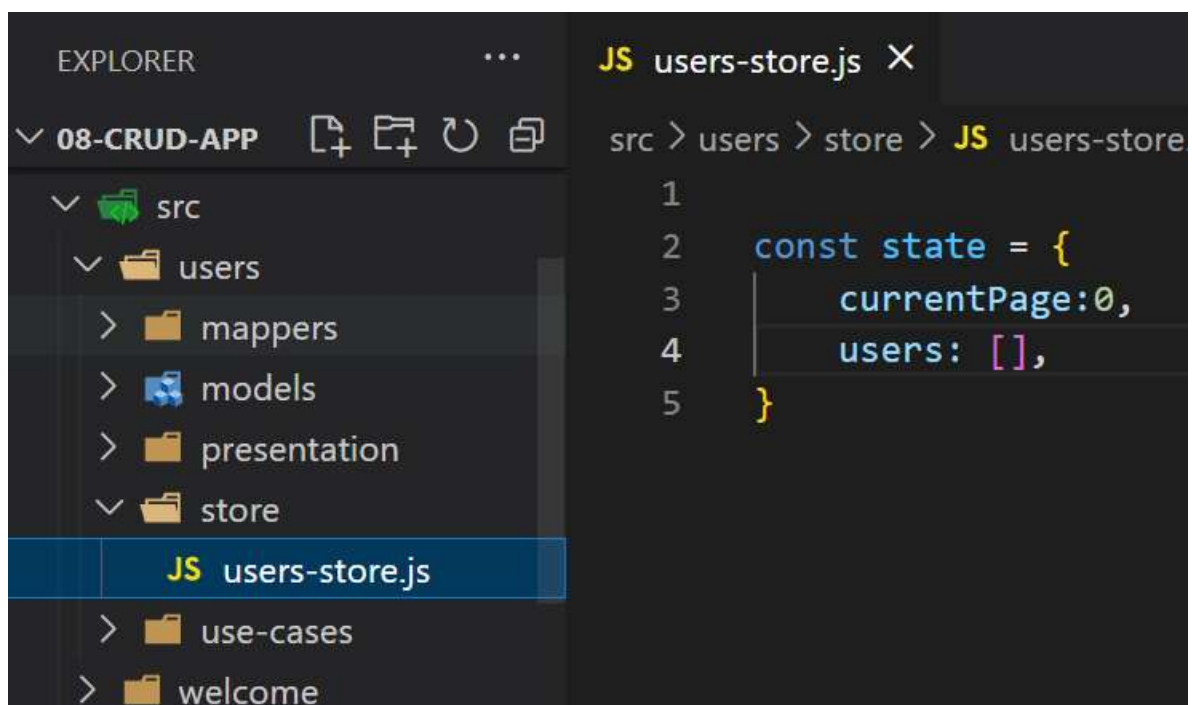 EXPLORER ...
08-CRUD-APP
src
users
mappers
models
presentation
store
JS users-store.js
use-cases
welcome
JS users-store.js
src > users > store > JS users-store.
1
2 const state = {
3 currentPage:0,
4 users: [],
5 }